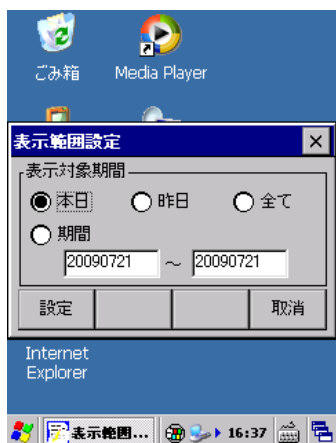 ごみ箱
Media Player
表示範囲設定
表示対象期間
本日
昨日
全て
期間
20090721 ～ 20090721
設定
取消
Internet
Explorer
表示範囲...
16:37